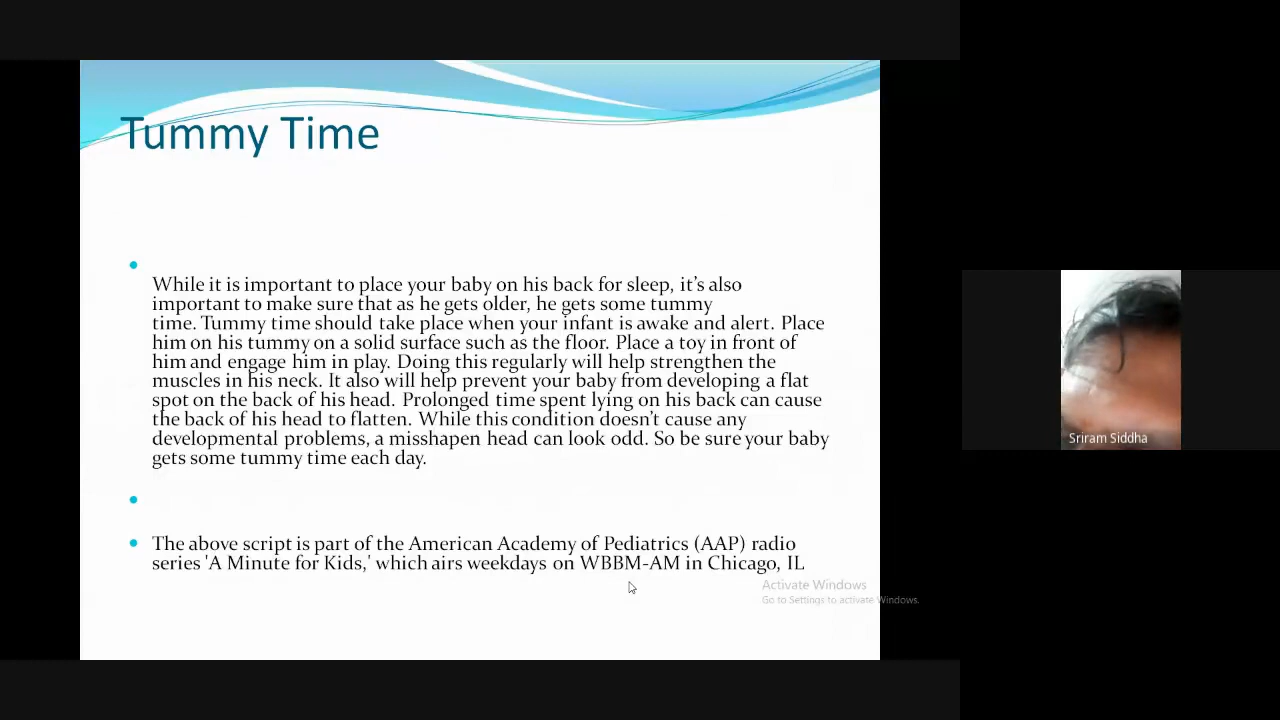 Tummy Time
While it is important to place your baby on his back for sleep, it's also
important to make sure that as he gets older, he gets some tummy
time. Tummy time should take place when your infant is awake and alert. Place
him on his tummy on a solid surface such as the floor. Place a toy in front of
him and engage him in play. Doing this regularly will help strengthen the
muscles in his neck. It also will help prevent your baby from developing a flat
spot on the back of his head. Prolonged time spent lying on his back can cause
the back of his head to flatten. While this condition doesn't cause any
developmental problems, a misshapen head can look odd. So be sure your baby
gets some tummy time each day.
The above script is part of the American Academy of Pediatrics (AAP) radio
series 'A Minute for Kids,' which airs weekdays on WBBM-AM in Chicago, IL
Activate Windows
Go to Settings to activate Windows.
Sriram Siddha